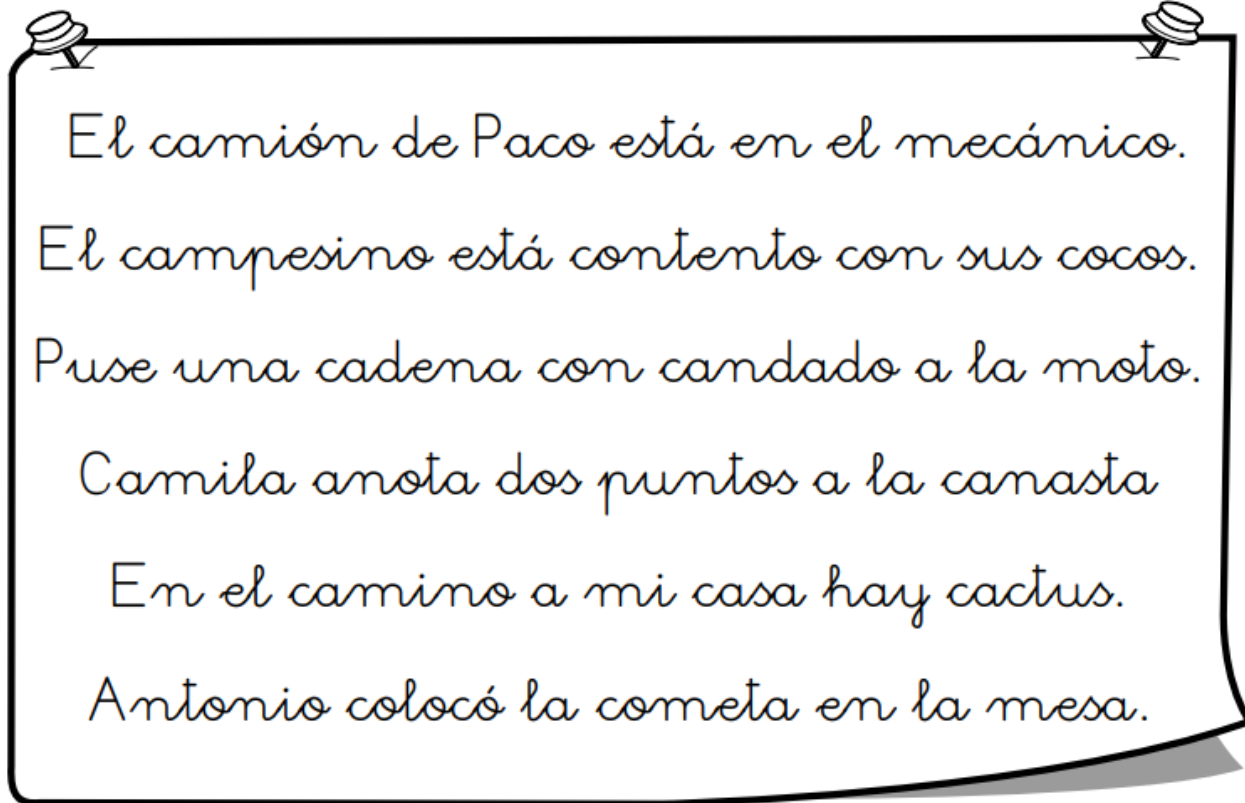 El camión de Paco está en el mecánico.
El campesino está contento con sus cocos.
Puse una cadena con candado a la moto.
Camila anota dos puntos a la canasta
En el camino a mi casa hay cactus.
Antonio colocó la cometa en la mesa.